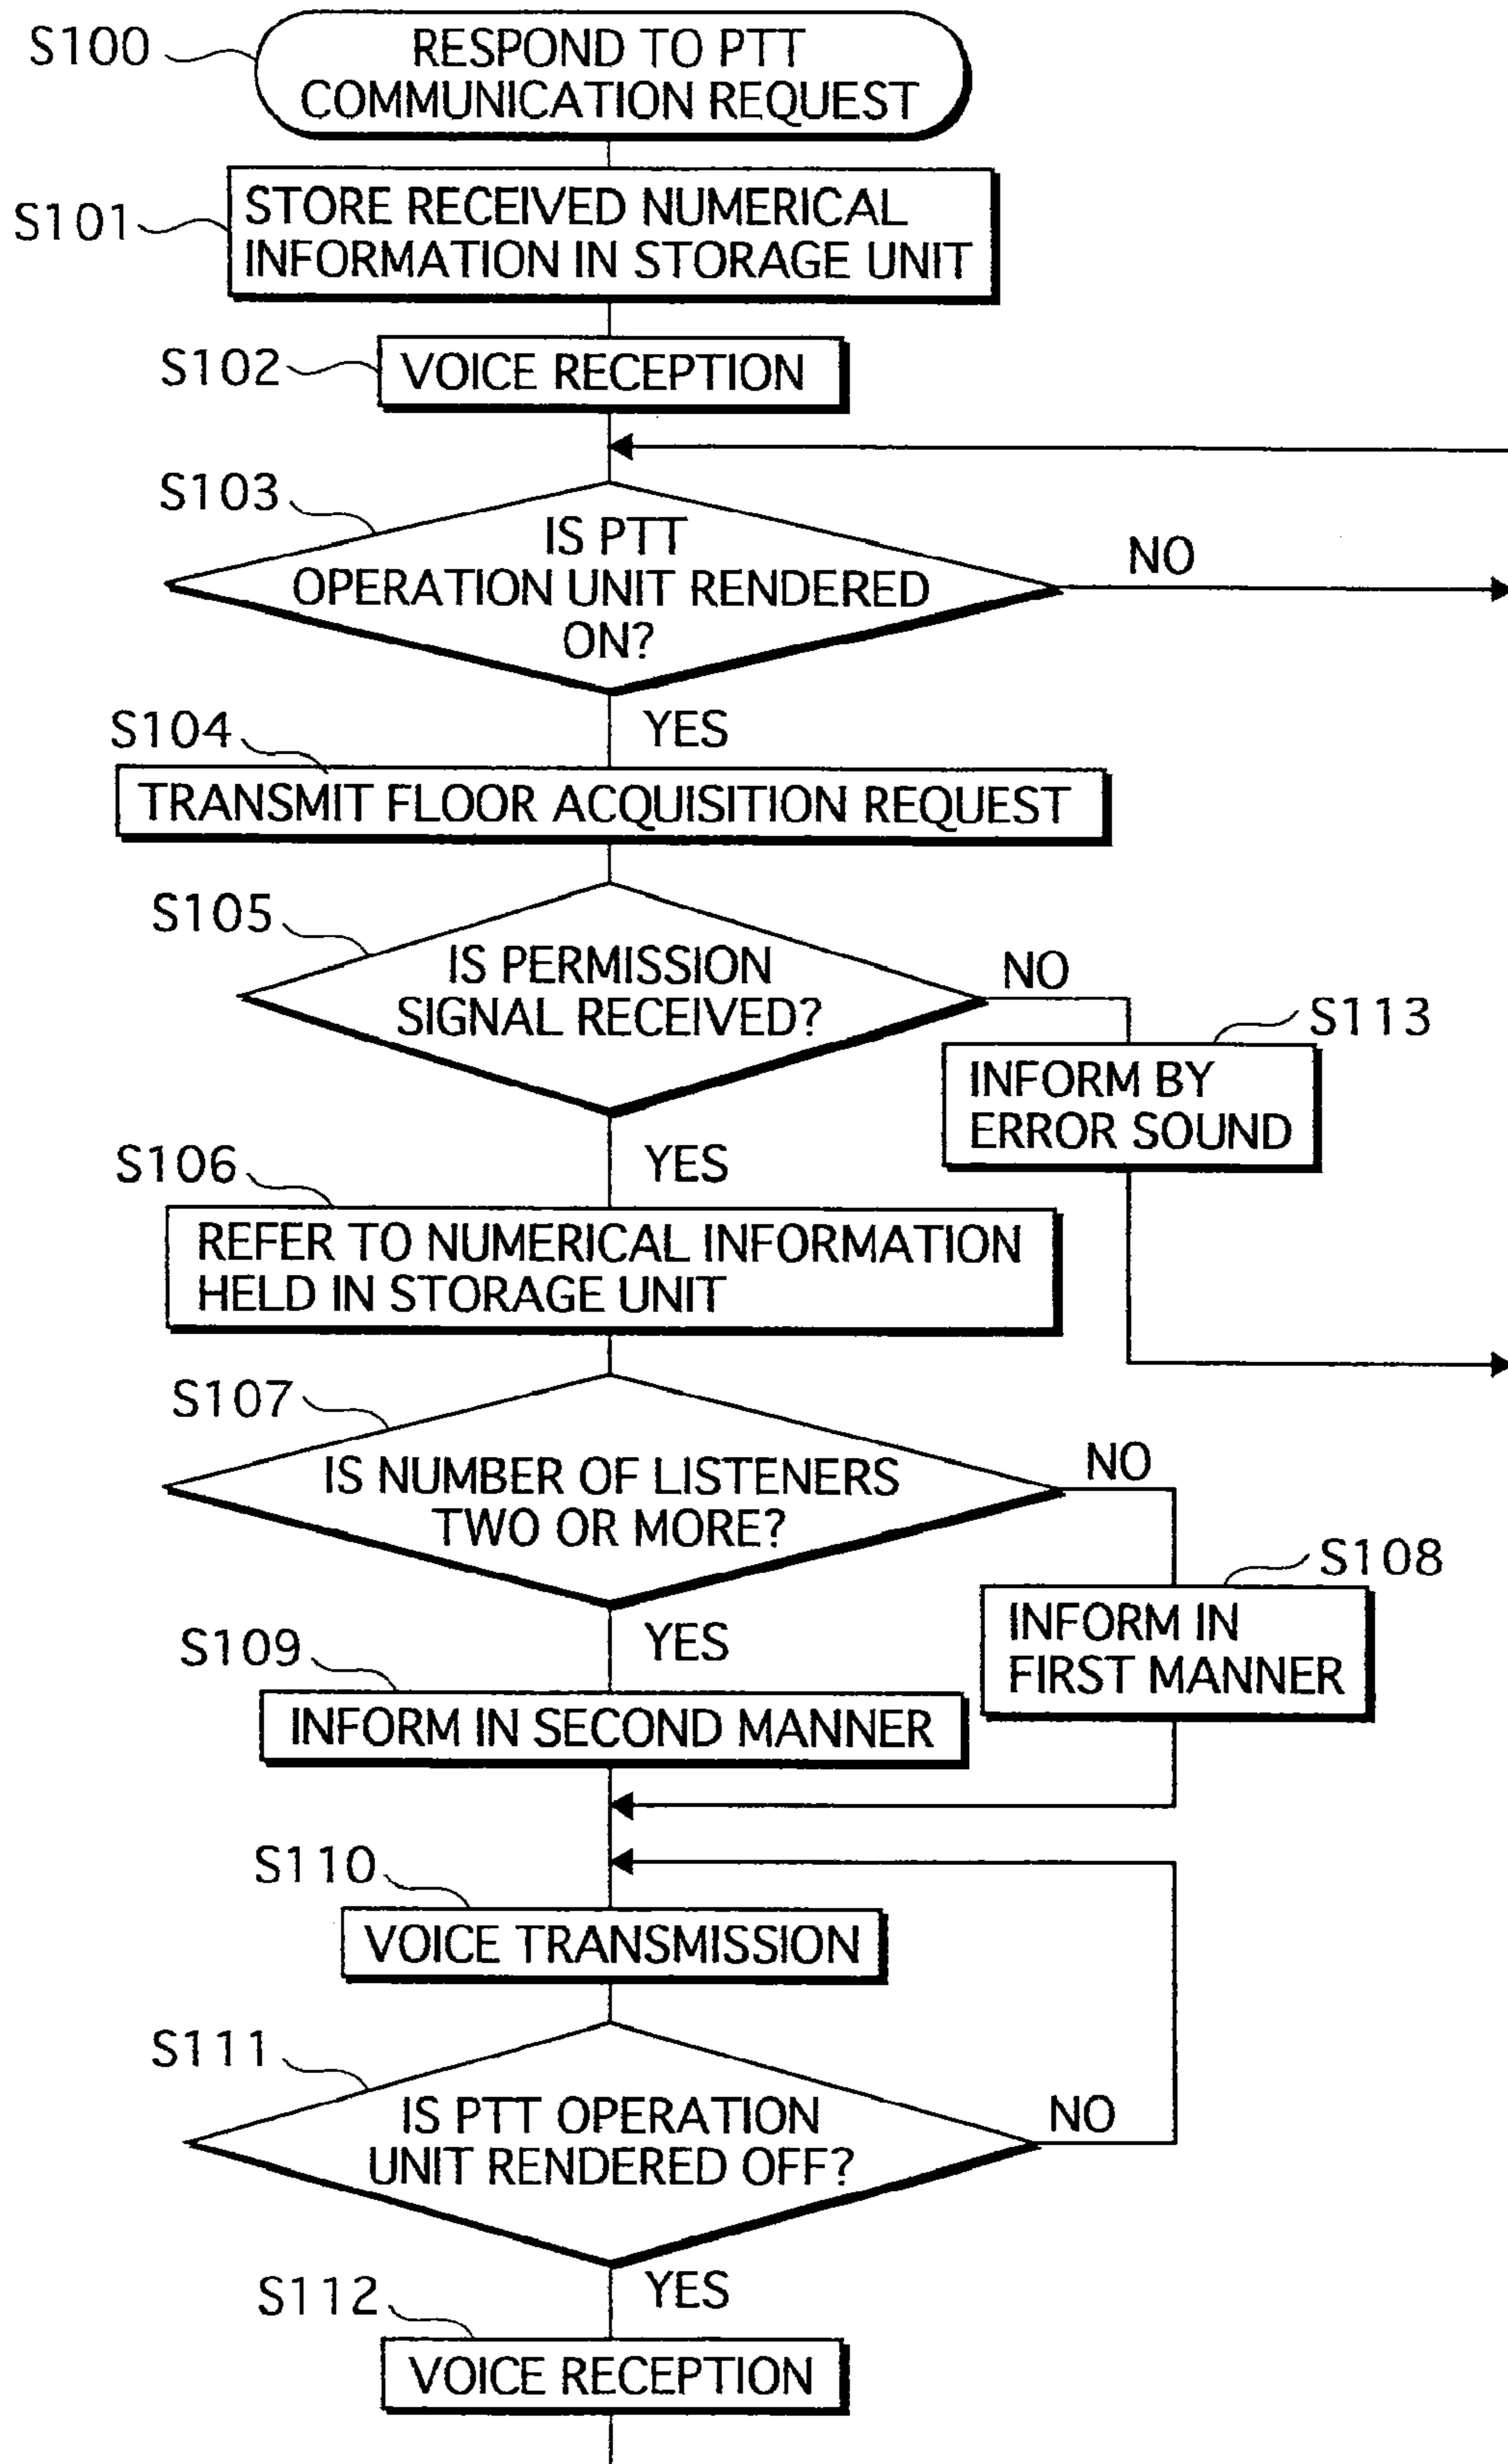 S100
RESPOND TO PTT
COMMUNICATION REQUEST
S101
STORE RECEIVED NUMERICAL
INFORMATION IN STORAGE UNIT
S102
VOICE RECEPTION
S103
IS PTT
OPERATION UNIT RENDERED
ON?
NO
YES
S104
TRANSMIT FLOOR ACQUISITION REQUEST
S105
IS PERMISSION
SIGNAL RECEIVED?
NO
S113
INFORM BY
ERROR SOUND
YES
S106
REFER TO NUMERICAL INFORMATION
HELD IN STORAGE UNIT
S107
IS NUMBER OF LISTENERS
TWO OR MORE?
NO
S108
INFORM IN
FIRST MANNER
YES
S109
INFORM IN SECOND MANNER
S110
VOICE TRANSMISSION
S111
IS PTT OPERATION
UNIT RENDERED OFF?
NO
YES
S112
VOICE RECEPTION